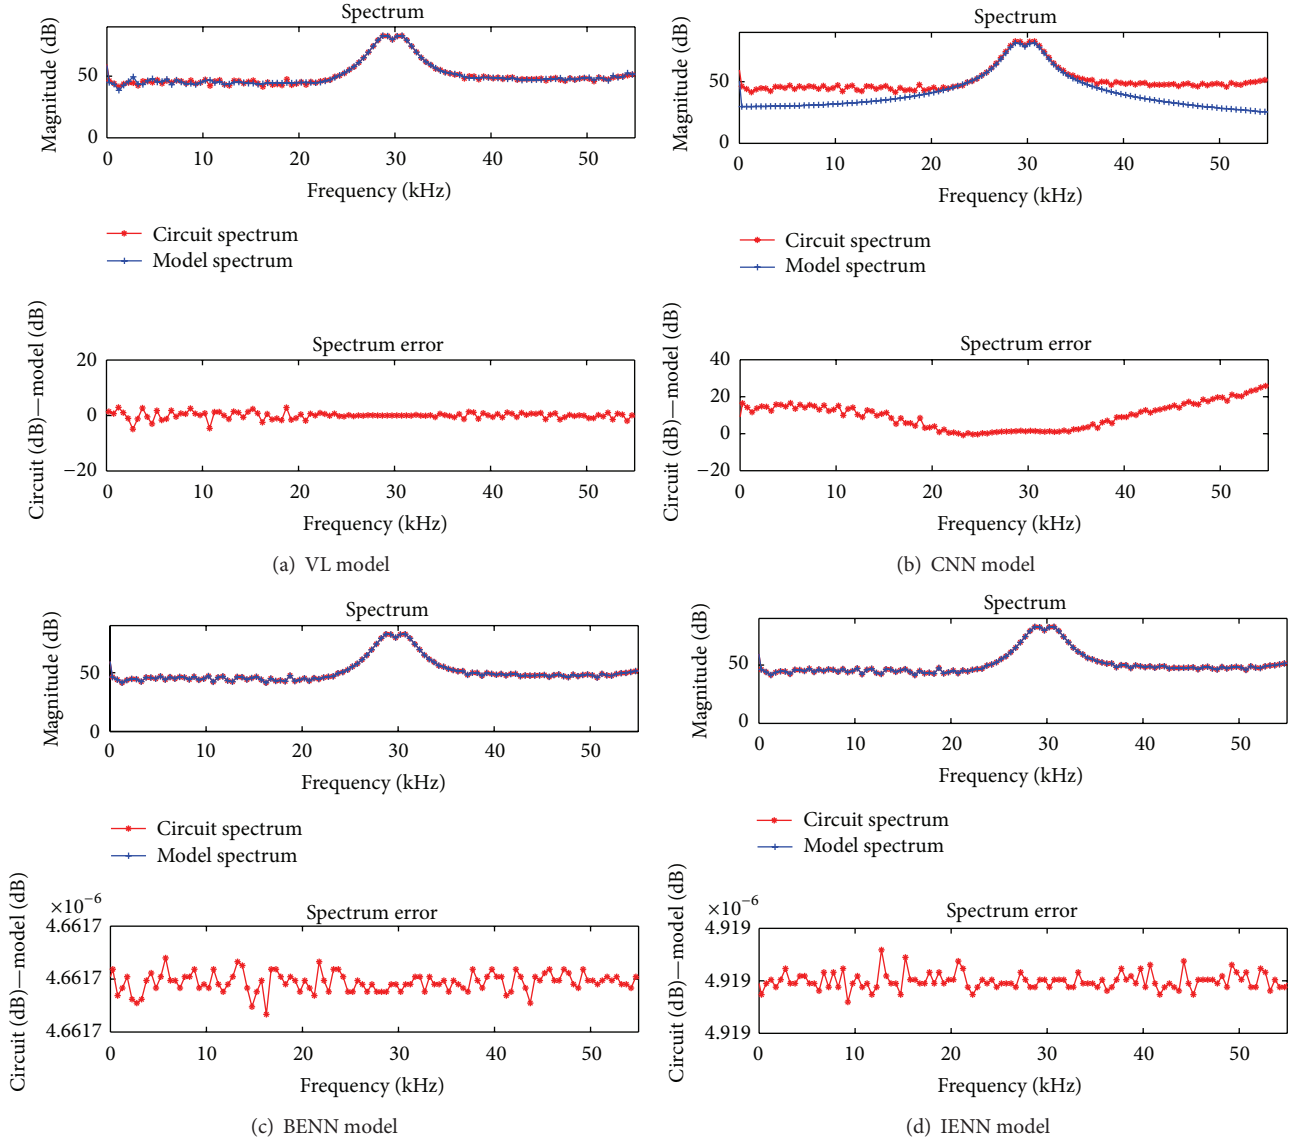 Spectrum
Magnitude (dB)
50
0
0 10 20 30 40 50
Frequency (kHz)
Circuit spectrum
Model spectrum
Spectrum error
Circuit (dB)—model (dB)
20
0
−20
0 10 20 30 40 50
Frequency (kHz)
(a) VL model
Spectrum
Magnitude (dB)
50
0
0 10 20 30 40 50
Frequency (kHz)
Circuit spectrum
Model spectrum
Spectrum error
Circuit (dB)—model (dB)
40
20
0
−20
0 10 20 30 40 50
Frequency (kHz)
(b) CNN model
Spectrum
Magnitude (dB)
50
0
0 10 20 30 40 50
Frequency (kHz)
Circuit spectrum
Model spectrum
Spectrum error
Circuit (dB)—model (dB)
×10−6
4.6617
4.6617
4.6617
0 10 20 30 40 50
Frequency (kHz)
(c) BENN model
Spectrum
Magnitude (dB)
50
0
0 10 20 30 40 50
Frequency (kHz)
Circuit spectrum
Model spectrum
Spectrum error
Circuit (dB)—model (dB)
×10−6
4.919
4.919
4.919
0 10 20 30 40 50
Frequency (kHz)
(d) IENN model